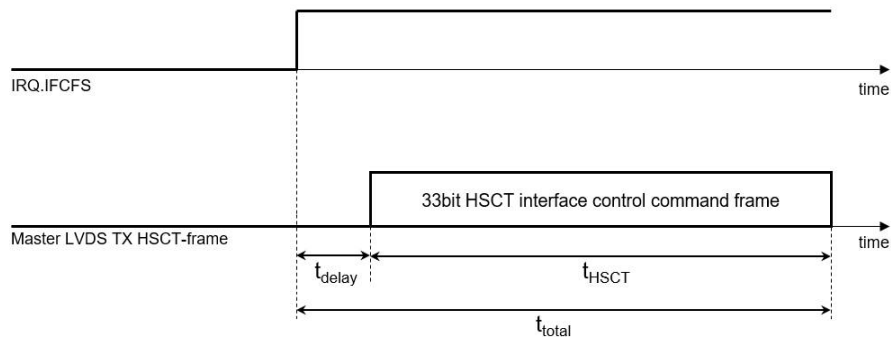 IRQ.IFCFS
time
33bit HSCT interface control command frame
Master LVDS TX HSCT-frame
time
tdelay
tHSCT
ttotal